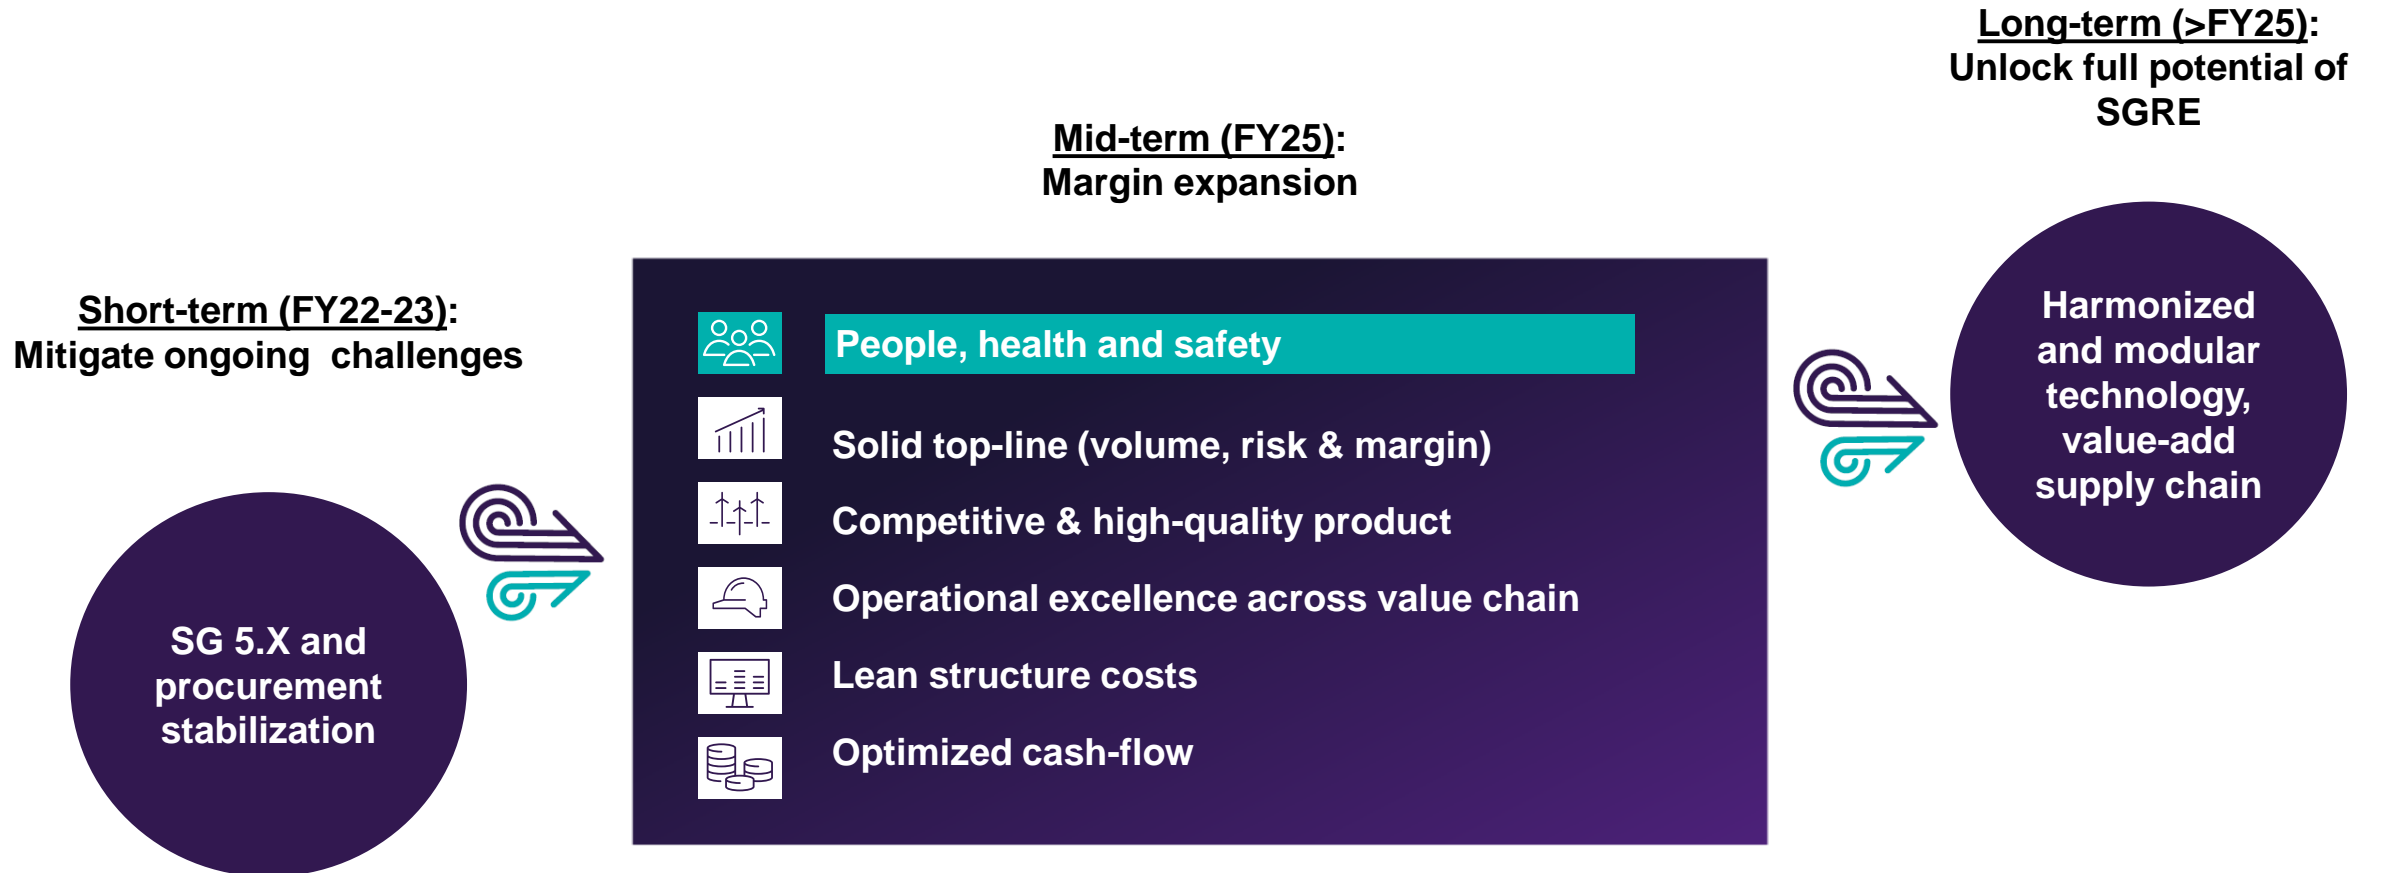 Short-term (FY22-23):
Mitigate ongoing  challenges
SG 5.X and
procurement
stabilization
Mid-term (FY25):
Margin expansion
People, health and safety
Solid top-line (volume, risk & margin)
Competitive & high-quality product
Operational excellence across value chain
Lean structure costs
Optimized cash-flow
Long-term (>FY25):
Unlock full potential of
SGRE
Harmonized
and modular
technology,
value-add
supply chain